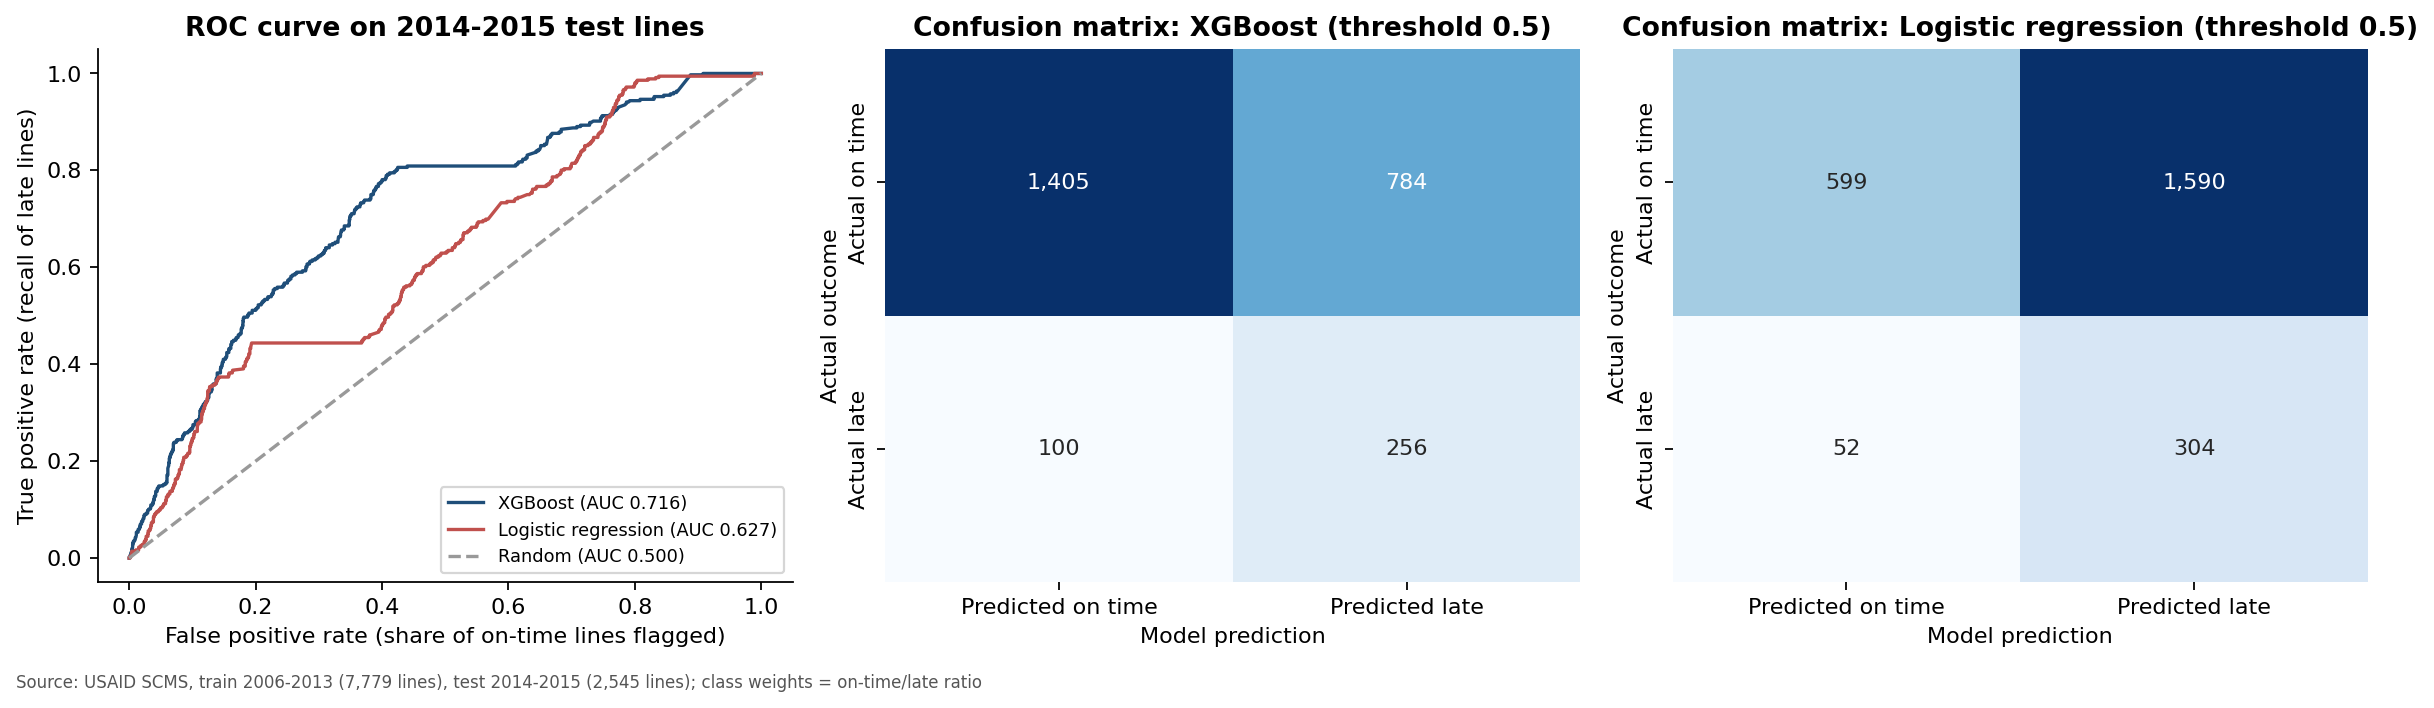 ROC curve on 2014-2015 test lines
True positive rate (recall of late lines)
1.0
0.8
0.6
0.4
0.2
0.0
XGBoost (AUC 0.716)
Logistic regression (AUC 0.627)
Random (AUC 0.500)
0.0 0.2 0.4 0.6 0.8 1.0
False positive rate (share of on-time lines flagged)
Confusion matrix: XGBoost (threshold 0.5)
Actual outcome
Actual on time
1,405 784
Actual late
100 256
Predicted on time Predicted late
Model prediction
Confusion matrix: Logistic regression (threshold 0.5)
Actual outcome
Actual on time
599 1,590
Actual late
52 304
Predicted on time Predicted late
Model prediction
Source: USAID SCMS, train 2006-2013 (7,779 lines), test 2014-2015 (2,545 lines); class weights = on-time/late ratio